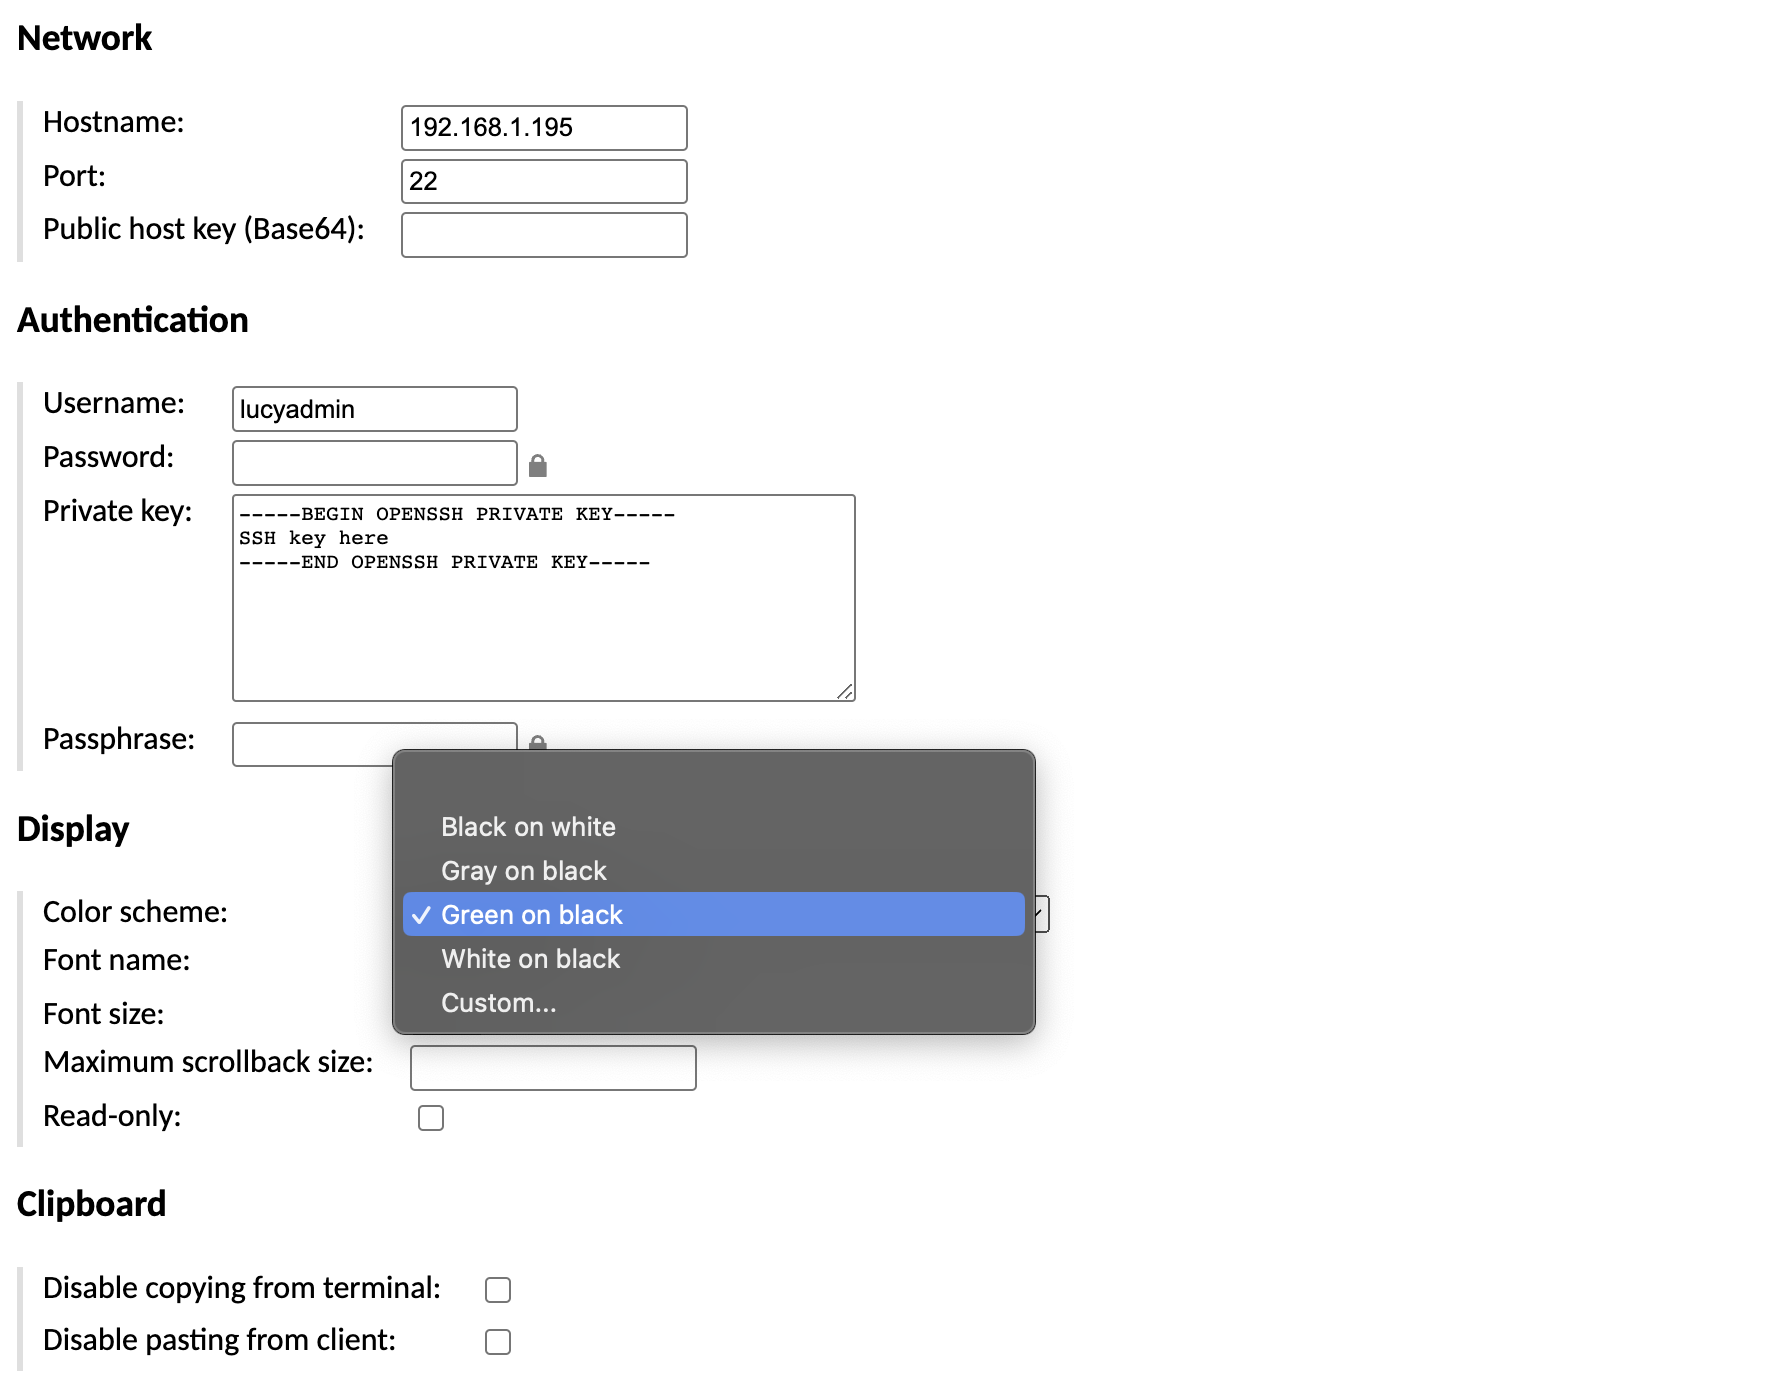 Network
Hostname: 192.168.1.195
Port: 22
Public host key (Base64):
Authentication
Username: lucyadmin
Password:
Private key:
-----BEGIN OPENSSH PRIVATE KEY-----
SSH key here
-----END OPENSSH PRIVATE KEY-----
Passphrase:
Display
Black on white
Gray on black
Color scheme: ✓ Green on black
Font name: White on black
Font size: Custom...
Maximum scrollback size:
Read-only:
Clipboard
Disable copying from terminal:
Disable pasting from client: